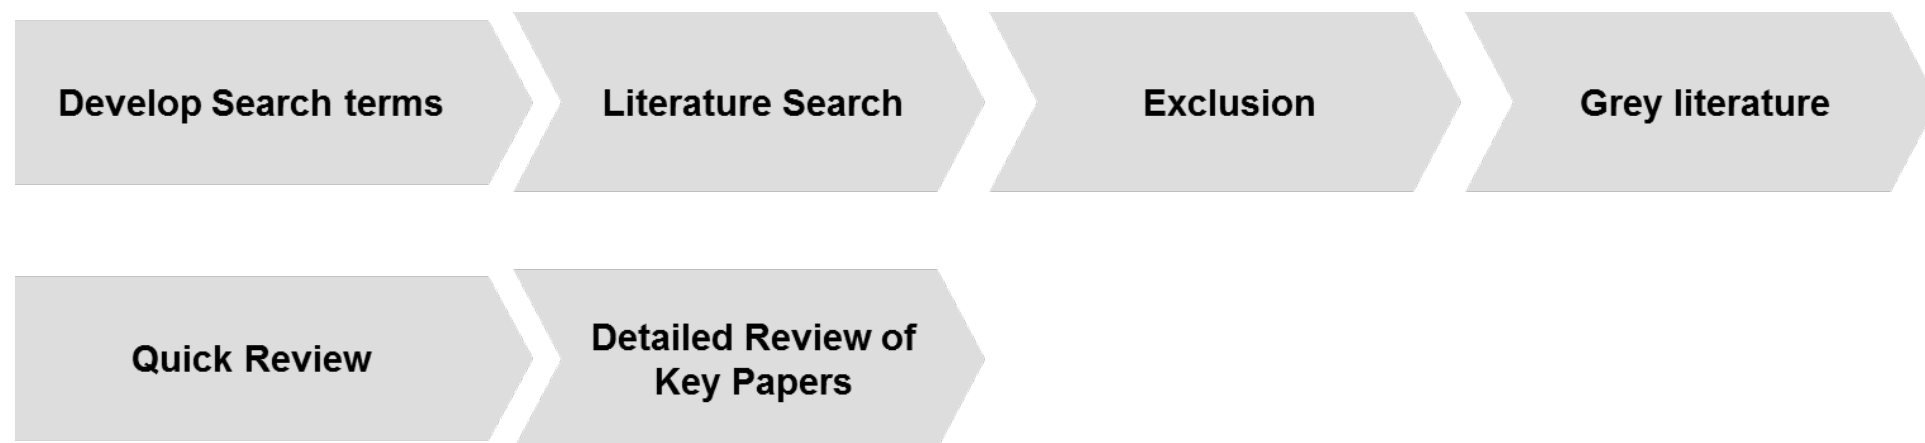 Develop Search terms
Literature Search
Exclusion
Grey literature
Quick Review
Detailed Review of
Key Papers